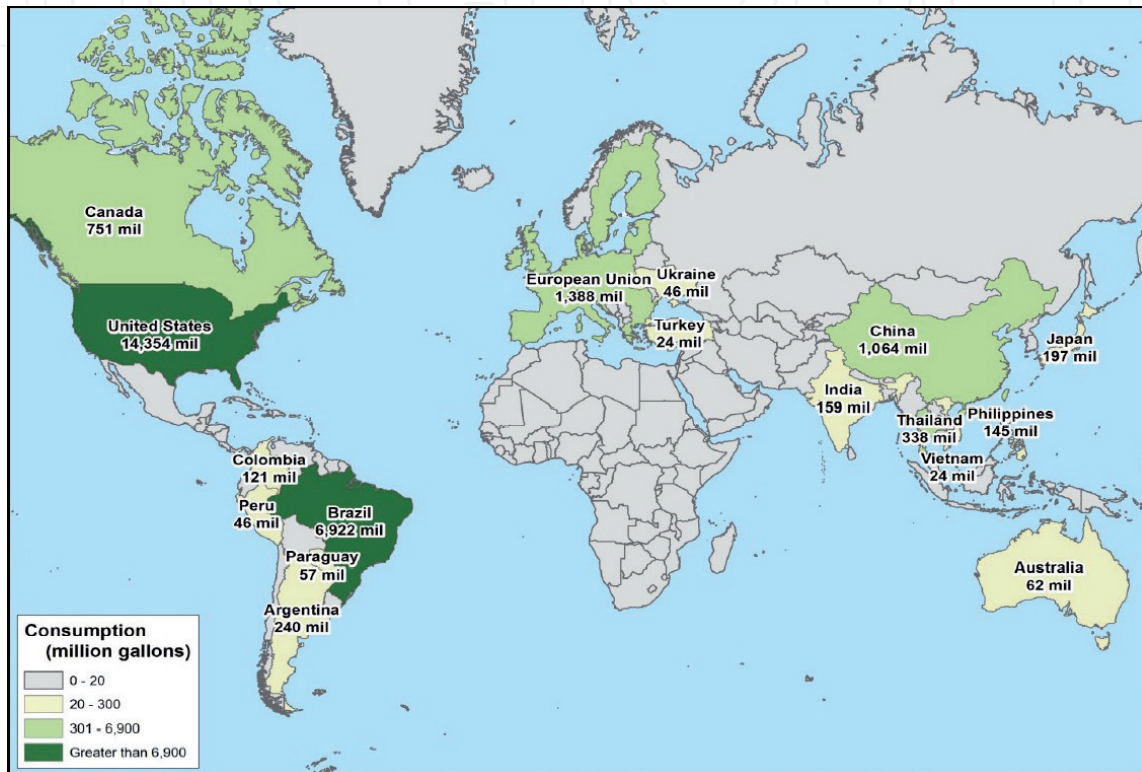 Canada
751 mil
United States
14,354 mil
European Union
1,388 mil
Ukraine
46 mil
Turkey
24 mil
China
1,064 mil
Japan
197 mil
India
159 mil
Thailand
338 mil
Philippines
145 mil
Vietnam
24 mil
Colombia
121 mil
Peru
46 mil
Brazil
6,922 mil
Paraguay
57 mil
Argentina
240 mil
Australia
62 mil
Consumption
(million gallons)
0 - 20
20 - 300
301 - 6,900
Greater than 6,900